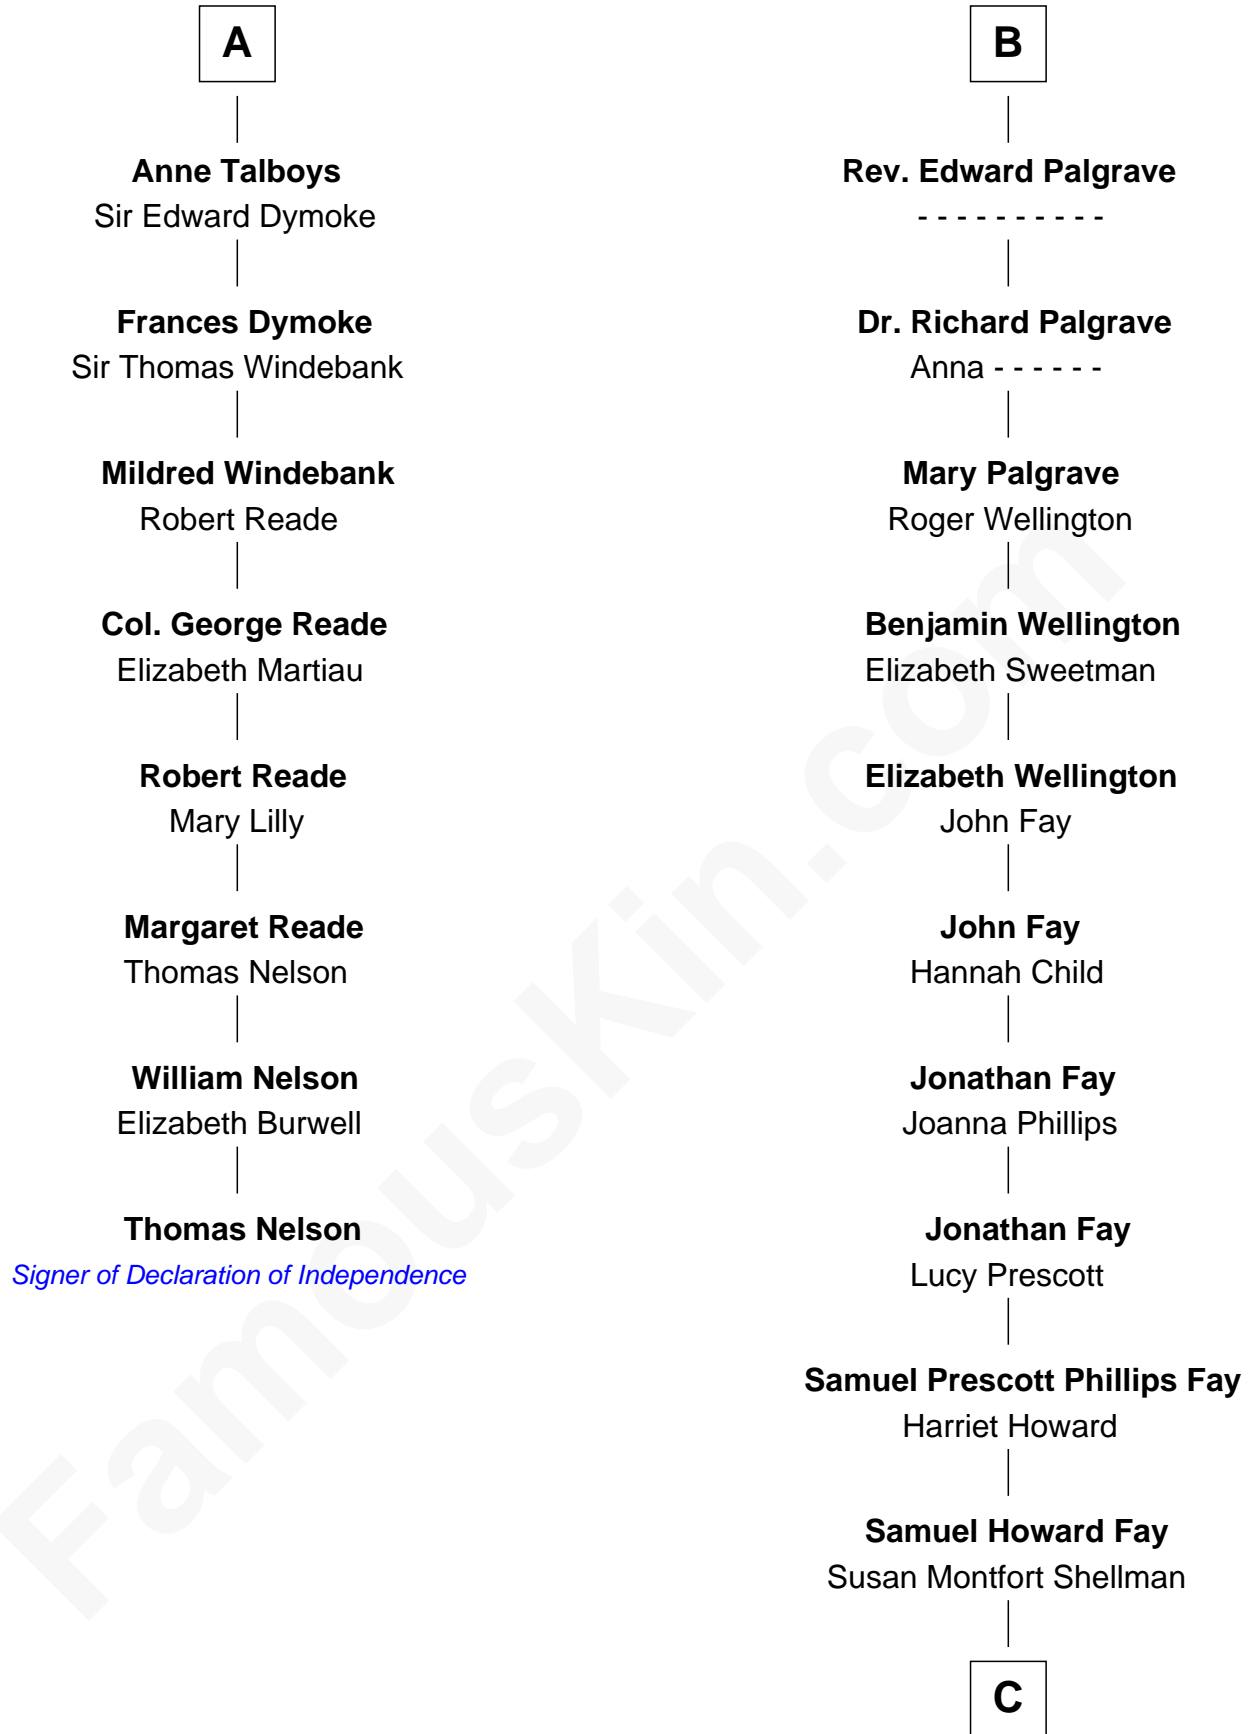 A
Anne Talboys
Sir Edward Dymoke
Frances Dymoke
Sir Thomas Windebank
Mildred Windebank
Robert Reade
Col. George Reade
Elizabeth Martiau
Robert Reade
Mary Lilly
Margaret Reade
Thomas Nelson
William Nelson
Elizabeth Burwell
Thomas Nelson
Signer of Declaration of Independence
B
Rev. Edward Palgrave
- - - - - - - - - -
Dr. Richard Palgrave
Anna - - - - - -
Mary Palgrave
Roger Wellington
Benjamin Wellington
Elizabeth Sweetman
Elizabeth Wellington
John Fay
John Fay
Hannah Child
Jonathan Fay
Joanna Phillips
Jonathan Fay
Lucy Prescott
Samuel Prescott Phillips Fay
Harriet Howard
Samuel Howard Fay
Susan Montfort Shellman
C
FamousKin.com